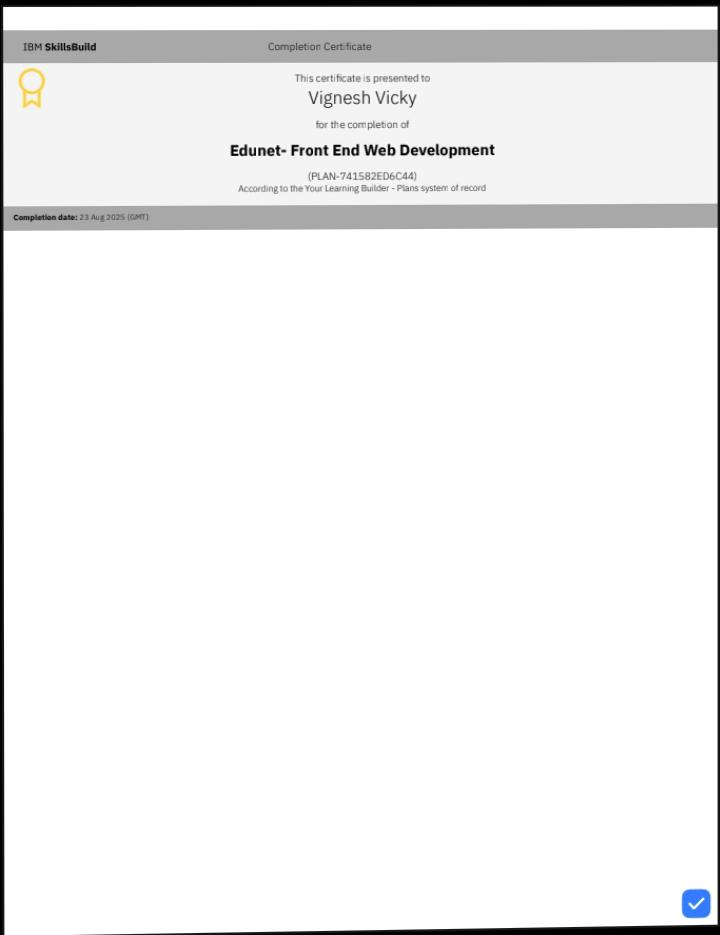 IBM SkillsBuild
Completion Certificate
This certificate is presented to
Vignesh Vicky
for the completion of
Edunet- Front End Web Development
(PLAN-741582ED6C44)
According to the Your Learning Builder - Plans system of record
Completion date: 23 Aug 2025 (GMT)